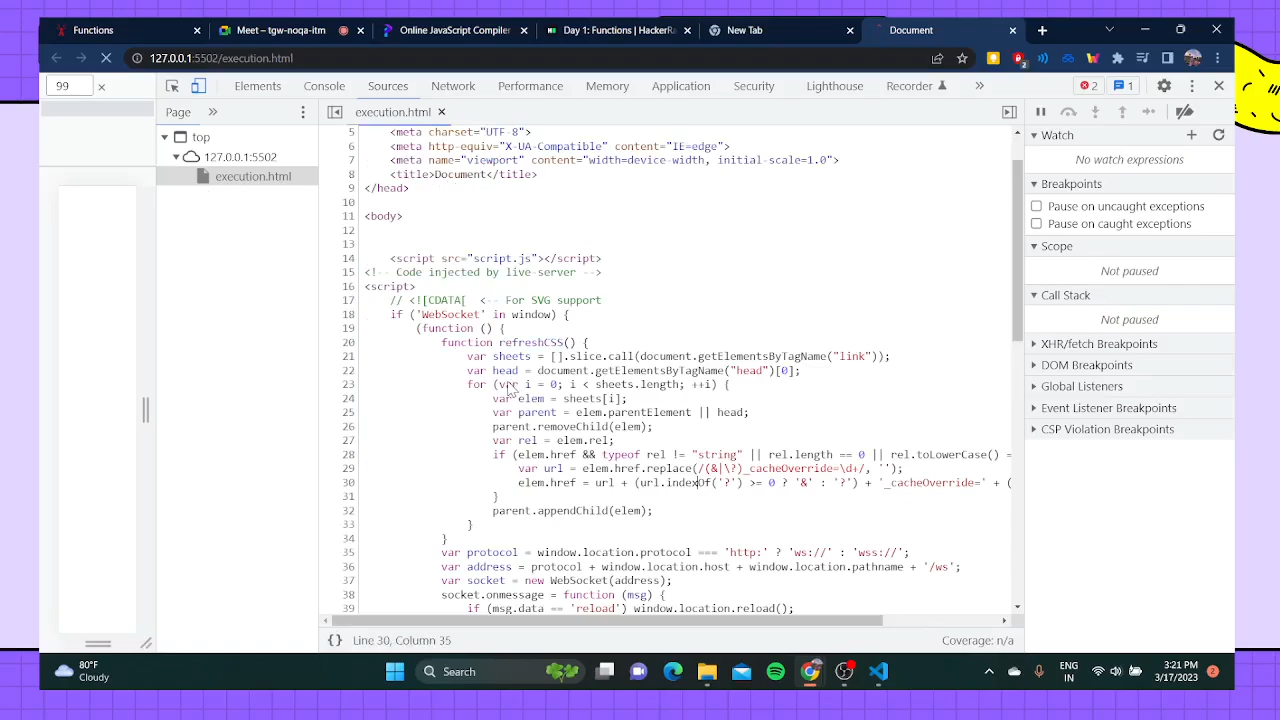 Functions
Meet – tgw-noqa-itm
Online JavaScript Compiler
Day 1: Functions | HackerRa
New Tab
Document
127.0.0.1:5502/execution.html
2
99
Elements
Console
Sources
Network
Performance
Memory
Application
Security
Lighthouse
Recorder
2
1
Page
execution.html
top
127.0.0.1:5502
execution.html
5 <meta charset="UTF-8">
6 <meta http-equiv="X-UA-Compatible" content="IE=edge">
7 <meta name="viewport" content="width=device-width, initial-scale=1.0">
8 <title>Document</title>
9 </head>
10
11 <body>
12
13
14 <script src="script.js"></script>
15 <!-- Code injected by live-server -->
16 <script>
17 // <![CDATA[ <-- For SVG support
18 if ('WebSocket' in window) {
19 (function () {
20 function refreshCSS() {
21 var sheets = [].slice.call(document.getElementsByTagName("link"));
22 var head = document.getElementsByTagName("head")[0];
23 for (var i = 0; i < sheets.length; ++i) {
24 var elem = sheets[i];
25 var parent = elem.parentElement || head;
26 parent.removeChild(elem);
27 var rel = elem.rel;
28 if (elem.href && typeof rel != "string" || rel.length == 0 || rel.toLowerCase() =
29 var url = elem.href.replace(/(&|\?)_cacheOverride=\d+/, '');
30 elem.href = url + (url.indexOf('?') >= 0 ? '&' : '?') + '_cacheOverride=' + (
31 }
32 parent.appendChild(elem);
33 }
34 }
35 var protocol = window.location.protocol === 'http:' ? 'ws://' : 'wss://';
36 var address = protocol + window.location.host + window.location.pathname + '/ws';
37 var socket = new WebSocket(address);
38 socket.onmessage = function (msg) {
39 if (msg.data == 'reload') window.location.reload();
{ } Line 30, Column 35
Coverage: n/a
Watch
No watch expressions
Breakpoints
Pause on uncaught exceptions
Pause on caught exceptions
Scope
Not paused
Call Stack
Not paused
XHR/fetch Breakpoints
DOM Breakpoints
Global Listeners
Event Listener Breakpoints
CSP Violation Breakpoints
80°F
Cloudy
Search
ENG
IN
3:21 PM
3/17/2023
2